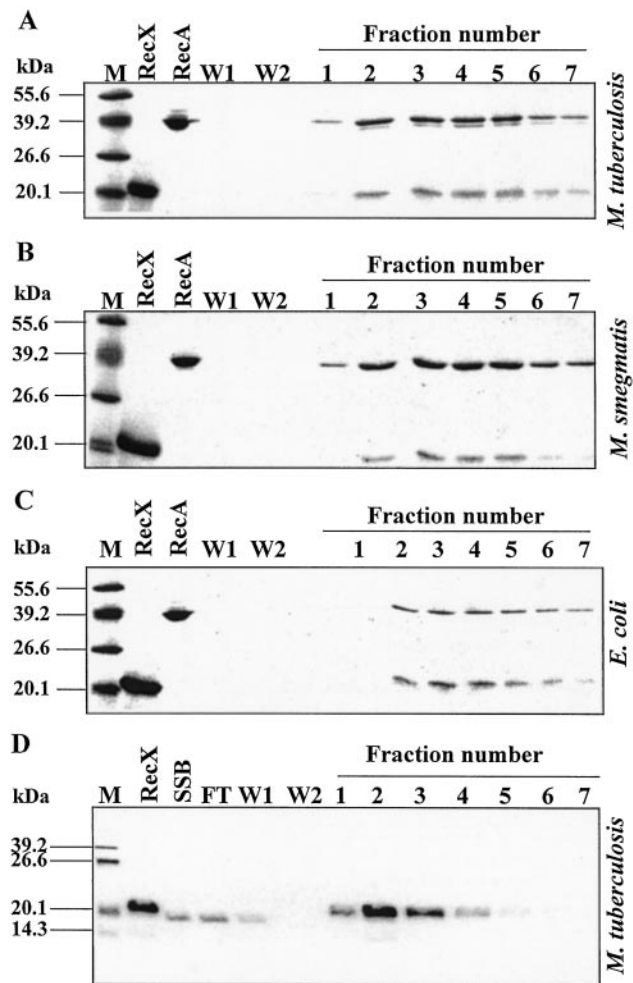 A
Fraction number
kDa M RecX RecA W1 W2 1 2 3 4 5 6 7
55.6
39.2
26.6
20.1
M. tuberculosis
B
Fraction number
kDa M RecX RecA W1 W2 1 2 3 4 5 6 7
55.6
39.2
26.6
20.1
M. smegmatis
C
Fraction number
kDa M RecX RecA W1 W2 1 2 3 4 5 6 7
55.6
39.2
26.6
20.1
E. coli
D
Fraction number
kDa M RecX SSB FT W1 W2 1 2 3 4 5 6 7
39.2
26.6
20.1
14.3
M. tuberculosis